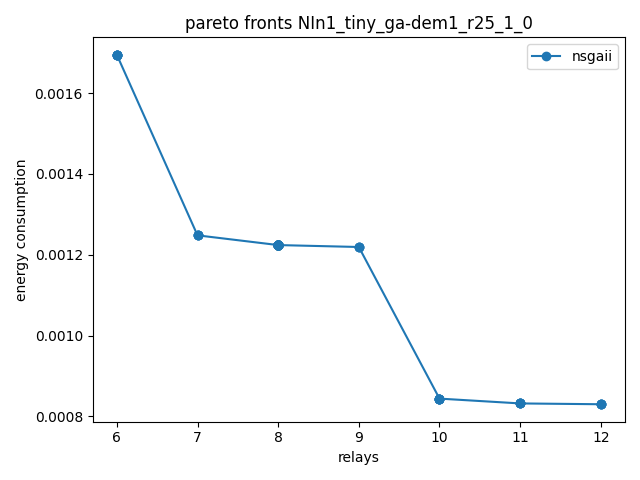 pareto fronts NIn1_tiny_ga-dem1_r25_1_0
nsgaii
0.0016
0.0014
0.0012
0.0010
0.0008
energy consumption
6 7 8 9 10 11 12
relays